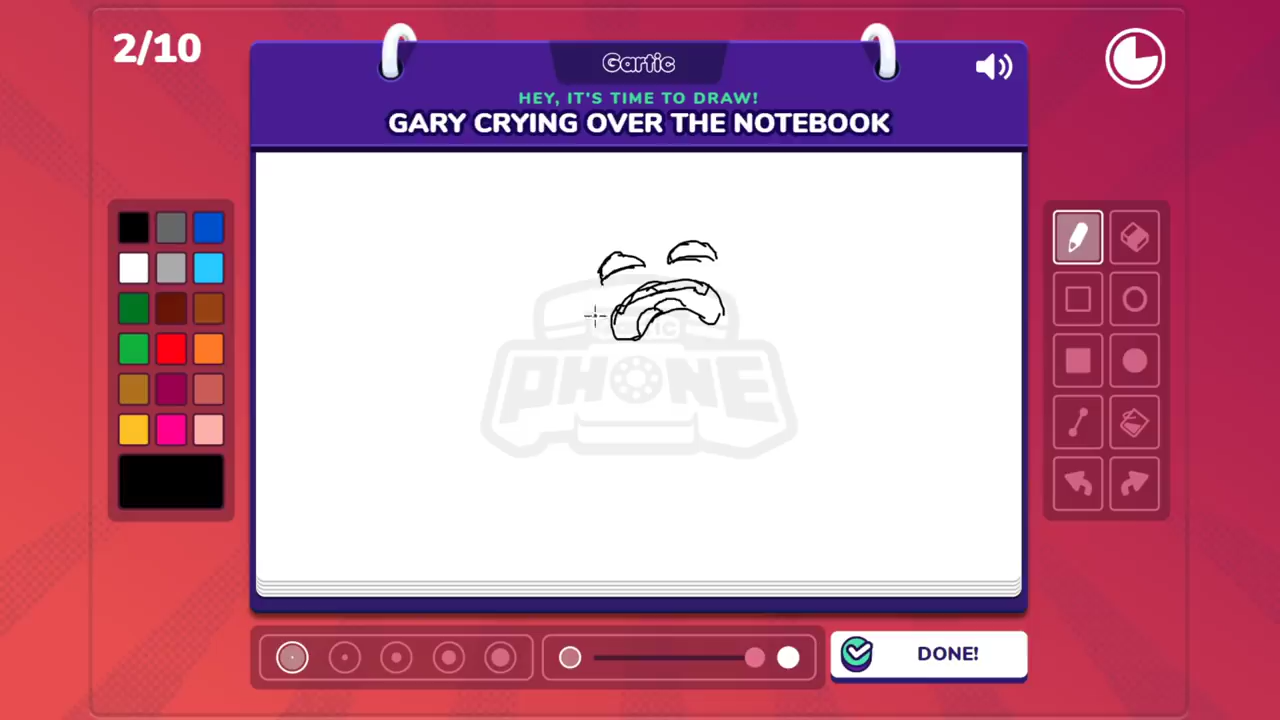 2/10
Gartic
HEY, IT'S TIME TO DRAW!
GARY CRYING OVER THE NOTEBOOK
PHONE
DONE!